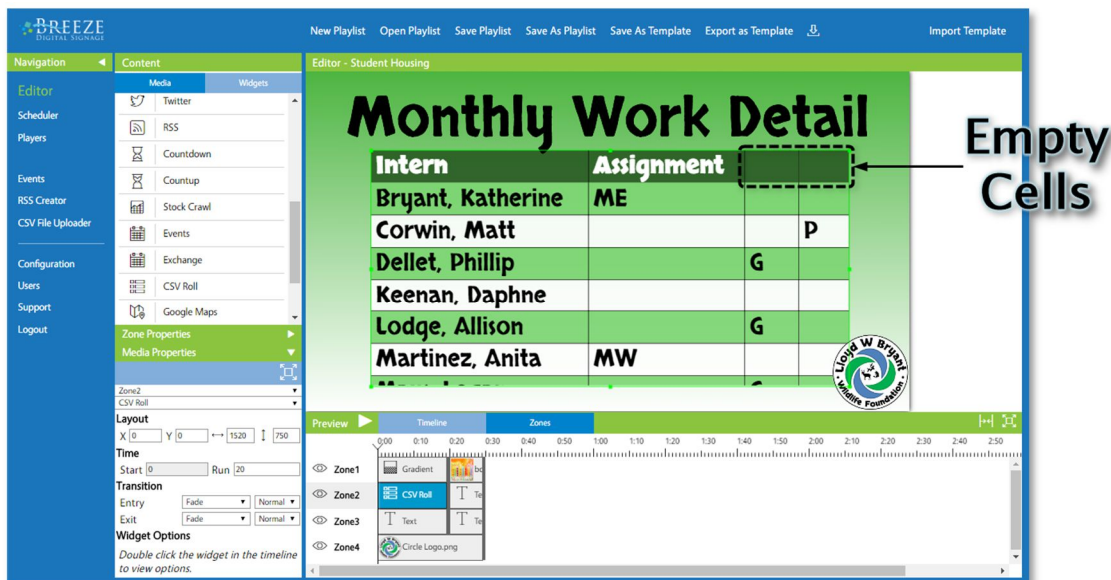 BREEZE
DIGITAL SIGNAGE
New Playlist Open Playlist Save Playlist Save As Playlist Save As Template Export as Template Import Template
Navigation
Editor
Scheduler
Players
Events
RSS Creator
CSV File Uploader
Configuration
Users
Support
Logout
Content
Media Widgets
Twitter
RSS
Countdown
Countup
Stock Crawl
Events
Exchange
CSV Roll
Google Maps
Zone Properties
Media Properties
Zone2
CSV Roll
Layout
X 0 Y 0 1520 750
Time
Start 0 Run 20
Transition
Entry Fade Normal
Exit Fade Normal
Widget Options
Double click the widget in the timeline
to view options.
Editor - Student Housing
Monthly Work Detail
Intern Assignment
Bryant, Katherine ME
Corwin, Matt P
Dellet, Phillip G
Keenan, Daphne
Lodge, Allison G
Martinez, Anita MW
Lloyd W Bryant
Wildlife Foundation
Empty
Cells
Preview Timeline Zones
0:00 0:10 0:20 0:30 0:40 0:50 1:00 1:10 1:20 1:30 1:40 1:50 2:00 2:10 2:20 2:30 2:40 2:50
Zone1 Gradient bc
Zone2 CSV Roll Te
Zone3 Text Te
Zone4 Circle Logo.png